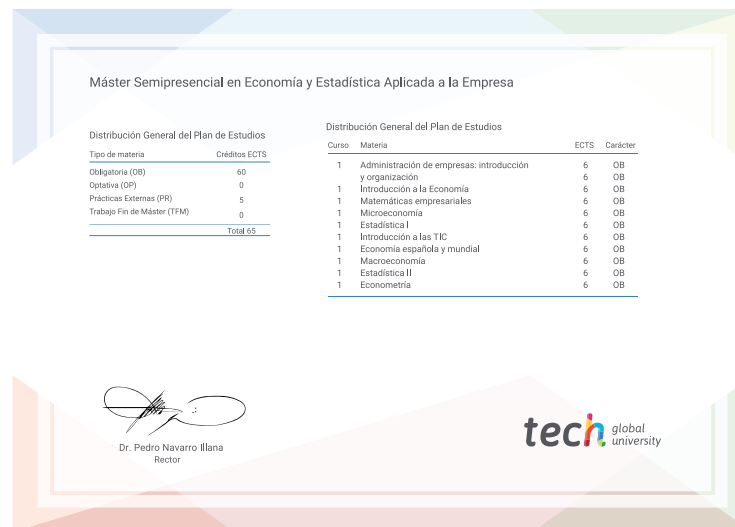 Máster Semipresencial en Economía y Estadística Aplicada a la Empresa
Distribución General del Plan de Estudios
Tipo de materia Créditos ECTS
Obligatoria (OB) 60
Optativa (OP) 0
Prácticas Externas (PR) 5
Trabajo Fin de Máster (TFM) 0
Total 65
Distribución General del Plan de Estudios
Curso Materia ECTS Carácter
1 Administración de empresas: introducción 6 OB
y organización 6 OB
1 Introducción a la Economía 6 OB
1 Matemáticas empresariales 6 OB
1 Microeconomía 6 OB
1 Estadística I 6 OB
1 Introducción a las TIC 6 OB
1 Economía española y mundial 6 OB
1 Macroeconomía 6 OB
1 Estadística II 6 OB
1 Econometría 6 OB
Dr. Pedro Navarro Illana
Rector
tech global
university